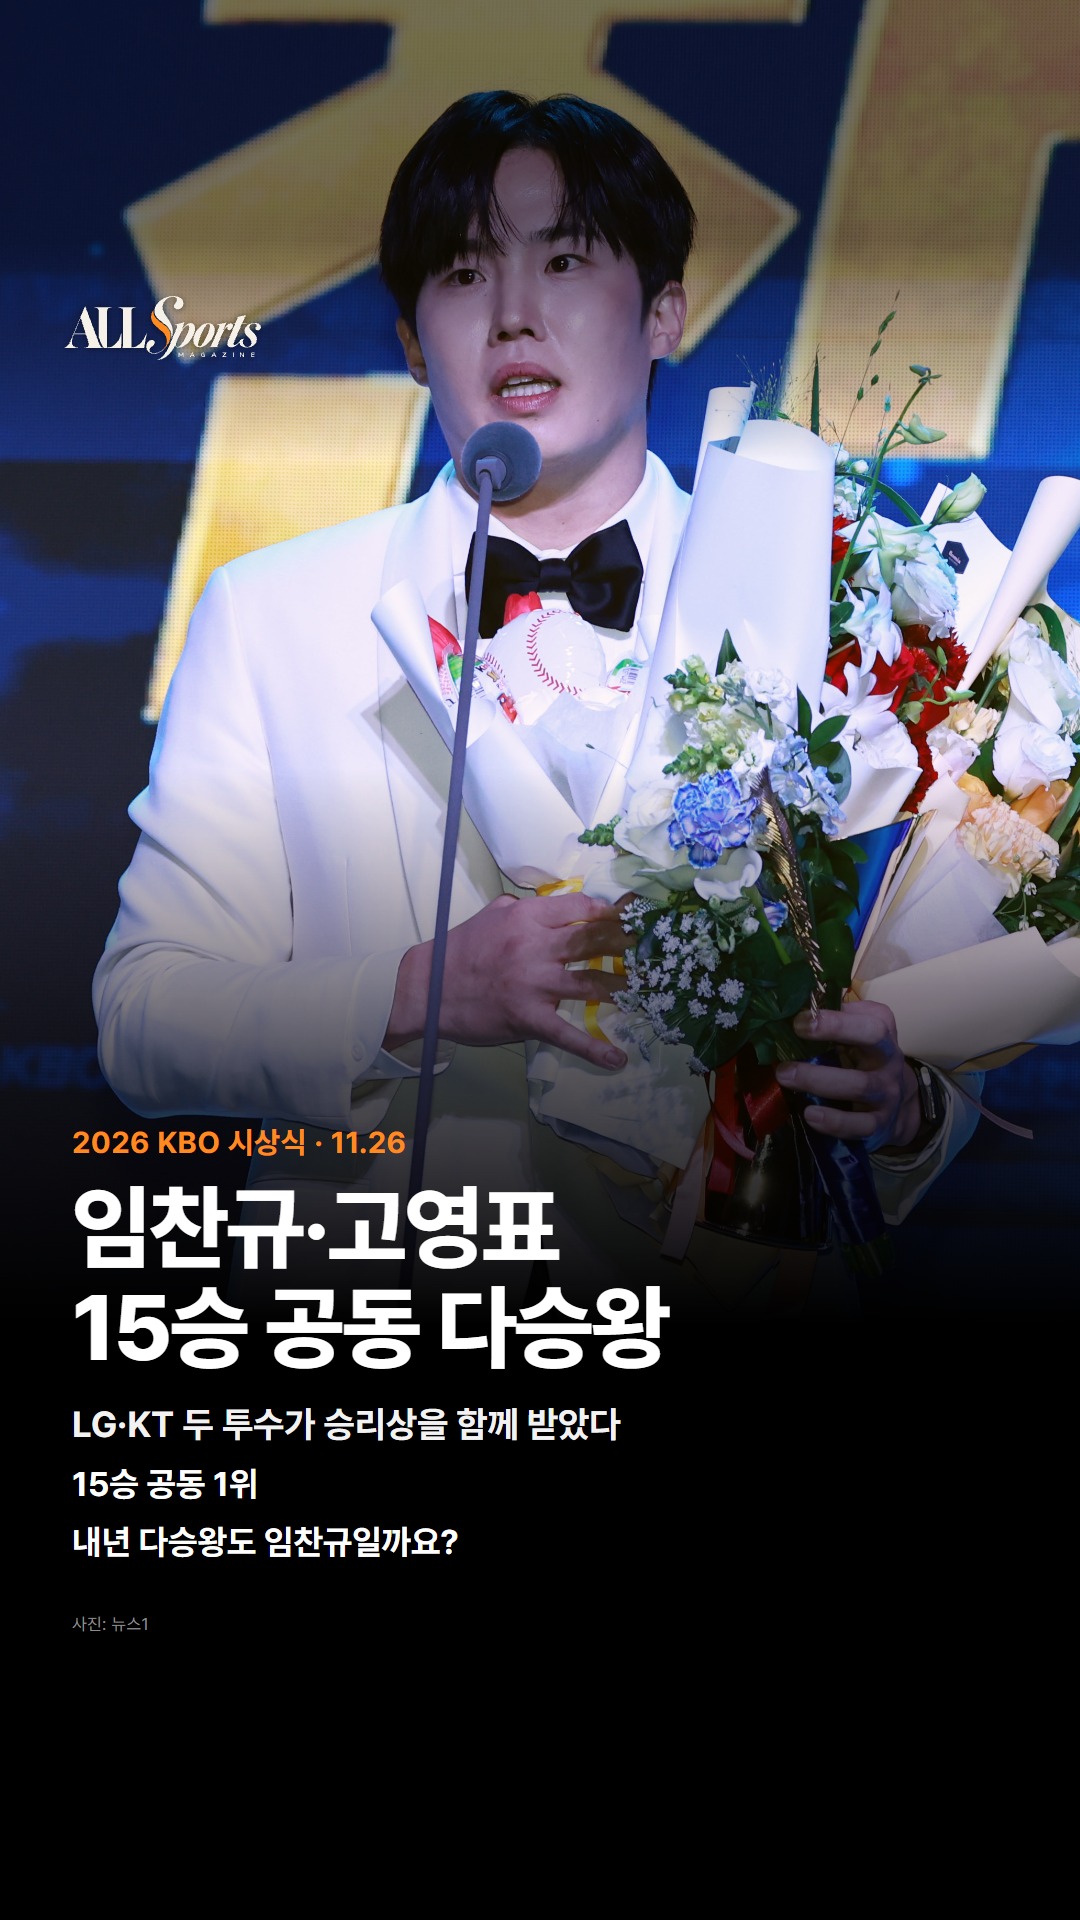 ALL Sports
MAGAZINE
KBO
2026 KBO 시상식 · 11.26
임찬규·고영표
15승 공동 다승왕
LG·KT 두 투수가 승리상을 함께 받았다
15승 공동 1위
내년 다승왕도 임찬규일까요?
사진: 뉴스1